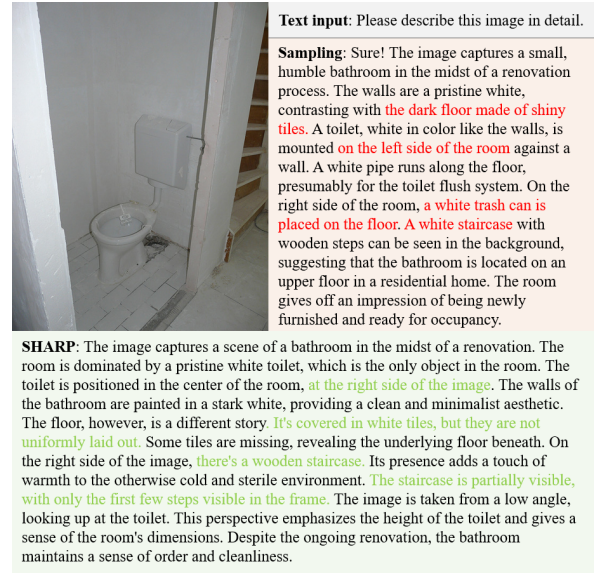 Text input: Please describe this image in detail.
Sampling: Sure! The image captures a small,
humble bathroom in the midst of a renovation
process. The walls are a pristine white,
contrasting with the dark floor made of shiny
tiles. A toilet, white in color like the walls, is
mounted on the left side of the room against a
wall. A white pipe runs along the floor,
presumably for the toilet flush system. On the
right side of the room, a white trash can is
placed on the floor. A white staircase with
wooden steps can be seen in the background,
suggesting that the bathroom is located on an
upper floor in a residential home. The room
gives off an impression of being newly
furnished and ready for occupancy.
SHARP: The image captures a scene of a bathroom in the midst of a renovation. The
room is dominated by a pristine white toilet, which is the only object in the room. The
toilet is positioned in the center of the room, at the right side of the image. The walls of
the bathroom are painted in a stark white, providing a clean and minimalist aesthetic.
The floor, however, is a different story. It's covered in white tiles, but they are not
uniformly laid out. Some tiles are missing, revealing the underlying floor beneath. On
the right side of the image, there's a wooden staircase. Its presence adds a touch of
warmth to the otherwise cold and sterile environment. The staircase is partially visible,
with only the first few steps visible in the frame. The image is taken from a low angle,
looking up at the toilet. This perspective emphasizes the height of the toilet and gives a
sense of the room's dimensions. Despite the ongoing renovation, the bathroom
maintains a sense of order and cleanliness.